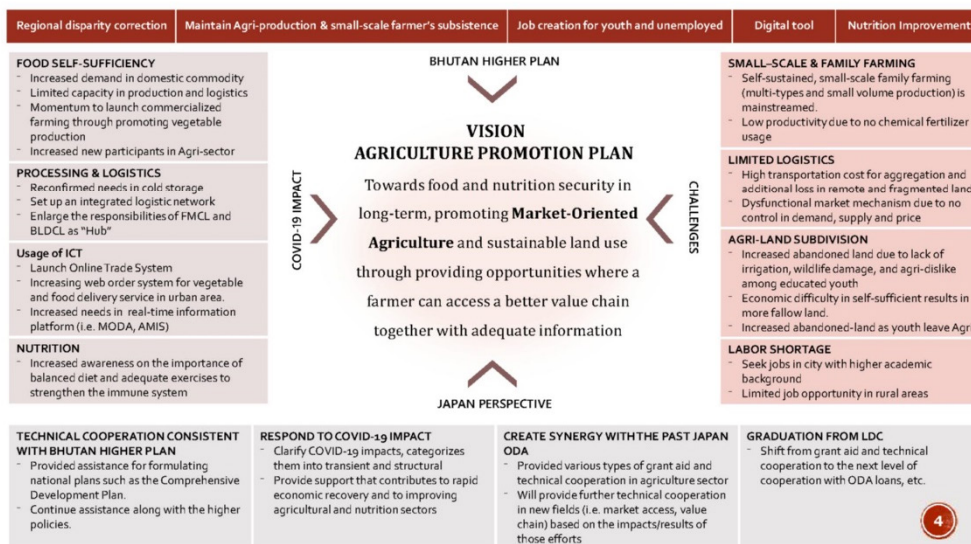 Regional disparity correction
Maintain Agri-production & small-scale farmer's subsistence
Job creation for youth and unemployed
Digital tool
Nutrition Improvement
FOOD SELF-SUFFICIENCY
- Increased demand in domestic commodity
- Limited capacity in production and logistics
- Momentum to launch commercialized
farming through promoting vegetable
production
- Increased new participants in Agri-sector
PROCESSING & LOGISTICS
- Reconfirmed needs in cold storage
- Set up an integrated logistic network
- Enlarge the responsibilities of FMCL and
BLDCL as "Hub"
Usage of ICT
- Launch Online Trade System
- Increasing web order system for vegetable
and food delivery service in urban area.
- Increased needs in real-time information
platform (i.e. MODA, AMIS)
NUTRITION
- Increased awareness on the importance of
balanced diet and adequate exercises to
strengthen the immune system
COVID-19 IMPACT
BHUTAN HIGHER PLAN
VISION
AGRICULTURE PROMOTION PLAN
Towards food and nutrition security in
long-term, promoting Market-Oriented
Agriculture and sustainable land use
through providing opportunities where a
farmer can access a better value chain
together with adequate information
JAPAN PERSPECTIVE
CHALLENGES
SMALL–SCALE & FAMILY FARMING
- Self-sustained, small-scale family farming
(multi-types and small volume production) is
mainstreamed.
- Low productivity due to no chemical fertilizer
usage
LIMITED LOGISTICS
- High transportation cost for aggregation and
additional loss in remote and fragmented land
- Dysfunctional market mechanism due to no
control in demand, supply and price
AGRI-LAND SUBDIVISION
- Increased abandoned land due to lack of
irrigation, wildlife damage, and agri-dislike
among educated youth
- Economic difficulty in self-sufficient results in
more fallow land.
- Increased abandoned-land as youth leave Agri
LABOR SHORTAGE
- Seek jobs in city with higher academic
background
- Limited job opportunity in rural areas
TECHNICAL COOPERATION CONSISTENT
WITH BHUTAN HIGHER PLAN
- Provided assistance for formulating
national plans such as the Comprehensive
Development Plan.
- Continue assistance along with the higher
policies.
RESPOND TO COVID-19 IMPACT
- Clarify COVID-19 impacts, categorizes
them into transient and structural
- Provide support that contributes to rapid
economic recovery and to improving
agricultural and nutrition sectors
CREATE SYNERGY WITH THE PAST JAPAN
ODA
- Provided various types of grant aid and
technical cooperation in agriculture sector
- Will provide further technical cooperation
in new fields (i.e. market access, value
chain) based on the impacts/results of
those efforts
GRADUATION FROM LDC
- Shift from grant aid and technical
cooperation to the next level of
cooperation with ODA loans, etc.
4